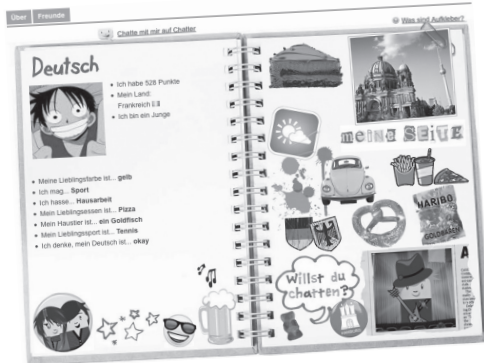 Über
Freunde
Chatte mit mir auf Chatter
Was sind Aufkleber?
Deutsch
• Ich habe 528 Punkte
• Mein Land:
Frankreich
• Ich bin ein Junge
• Meine Lieblingsfarbe ist... gelb
• Ich mag... Sport
• Ich hasse... Hausarbeit
• Mein Lieblingsessen ist... Pizza
• Mein Haustier ist... ein Goldfisch
• Mein Lieblingssport ist... Tennis
• Ich denke, mein Deutsch ist... okay
meine SEITE
HARIBO
GOLDBÄREN
Willst du
chatten?